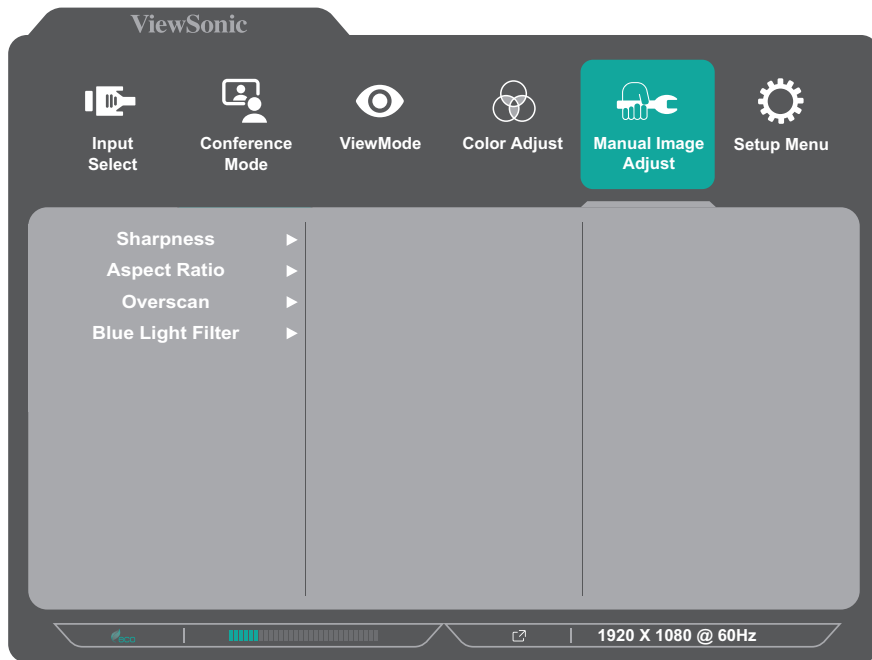 ViewSonic
Input
Select
Conference
Mode
ViewMode
Color Adjust
Manual Image
Adjust
Setup Menu
Sharpness
Aspect Ratio
Overscan
Blue Light Filter
eco
1920 X 1080 @ 60Hz